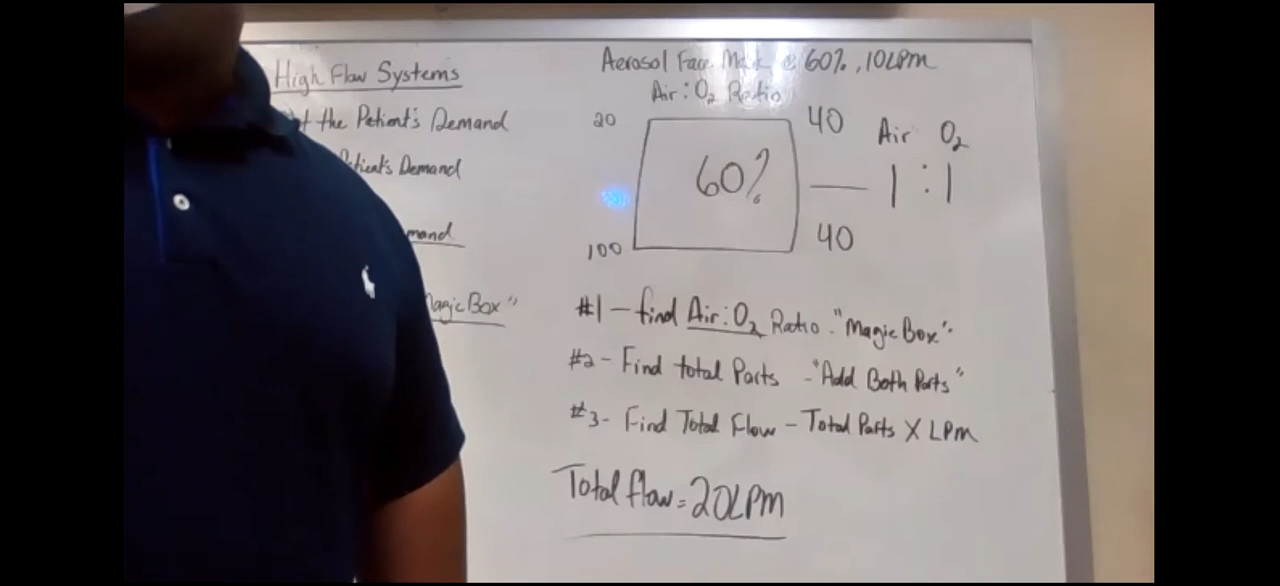 High Flow Systems
the Patient's Demand
Patient's Demand
mand
Magic Box"
Aerosol Face Mask @ 60%, 10LPM
Air : O2 Ratio
20
40
Air O2
60%
1 : 1
100
40
#1 - find Air : O2 Ratio - "Magic Box".
#2 - Find total Parts - "Add Both Parts"
#3 - Find Total Flow - Total Parts X LPM
Total flow = 20LPM